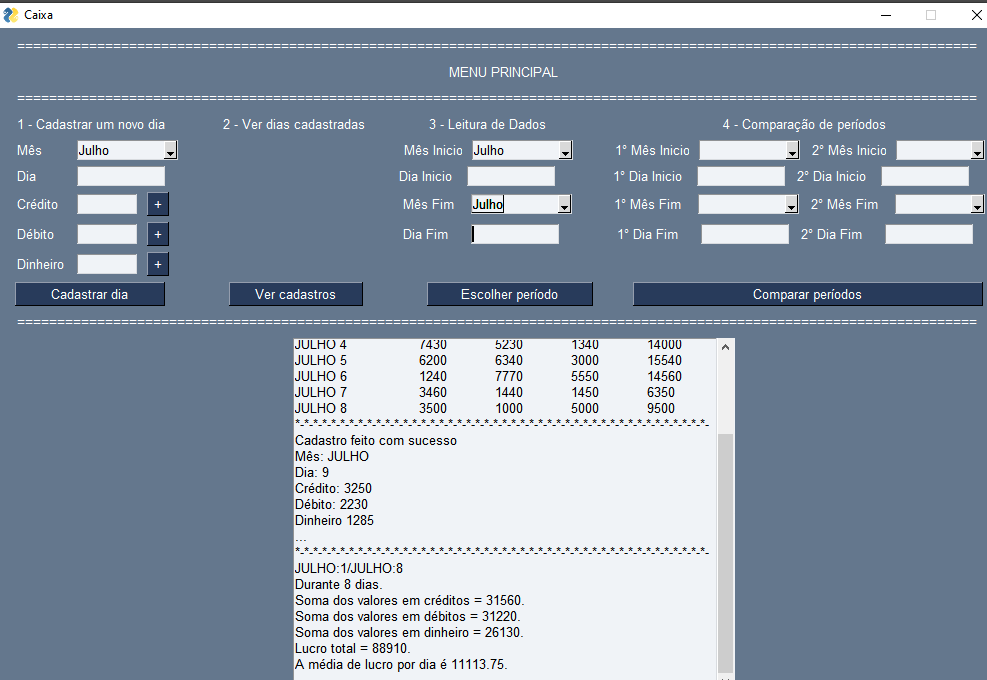 Caixa
================================================================================
MENU PRINCIPAL
================================================================================
1 - Cadastrar um novo dia 2 - Ver dias cadastradas 3 - Leitura de Dados 4 - Comparação de períodos
Mês Julho Mês Inicio Julho 1° Mês Inicio 2° Mês Inicio
Dia Dia Inicio 1° Dia Inicio 2° Dia Inicio
Crédito + Mês Fim Julho 1° Mês Fim 2° Mês Fim
Débito + Dia Fim 1° Dia Fim 2° Dia Fim
Dinheiro +
Cadastrar dia Ver cadastros Escolher período Comparar períodos
================================================================================
JULHO 4 7430 5230 1340 14000
JULHO 5 6200 6340 3000 15540
JULHO 6 1240 7770 5550 14560
JULHO 7 3460 1440 1450 6350
JULHO 8 3500 1000 5000 9500
*-*-*-*-*-*-*-*-*-*-*-*-*-*-*-*-*-*-*-*-*-*-*-*-*-*-*-*-*-*-*-*-*-*-*-*-*-*-*-*-*-*-*-*-*-
Cadastro feito com sucesso
Mês: JULHO
Dia: 9
Crédito: 3250
Débito: 2230
Dinheiro 1285
...
*-*-*-*-*-*-*-*-*-*-*-*-*-*-*-*-*-*-*-*-*-*-*-*-*-*-*-*-*-*-*-*-*-*-*-*-*-*-*-*-*-*-*-*-*-
JULHO:1/JULHO:8
Durante 8 dias.
Soma dos valores em créditos = 31560.
Soma dos valores em débitos = 31220.
Soma dos valores em dinheiro = 26130.
Lucro total = 88910.
A média de lucro por dia é 11113.75.